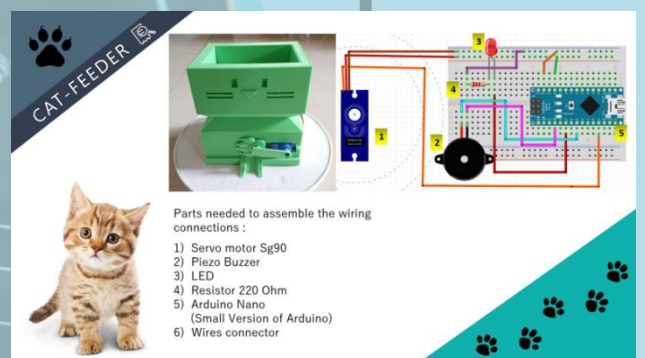 CAT-FEEDER
3
4
1
2
5
Parts needed to assemble the wiring
connections :
1) Servo motor Sg90
2) Piezo Buzzer
3) LED
4) Resistor 220 Ohm
5) Arduino Nano
(Small Version of Arduino)
6) Wires connector